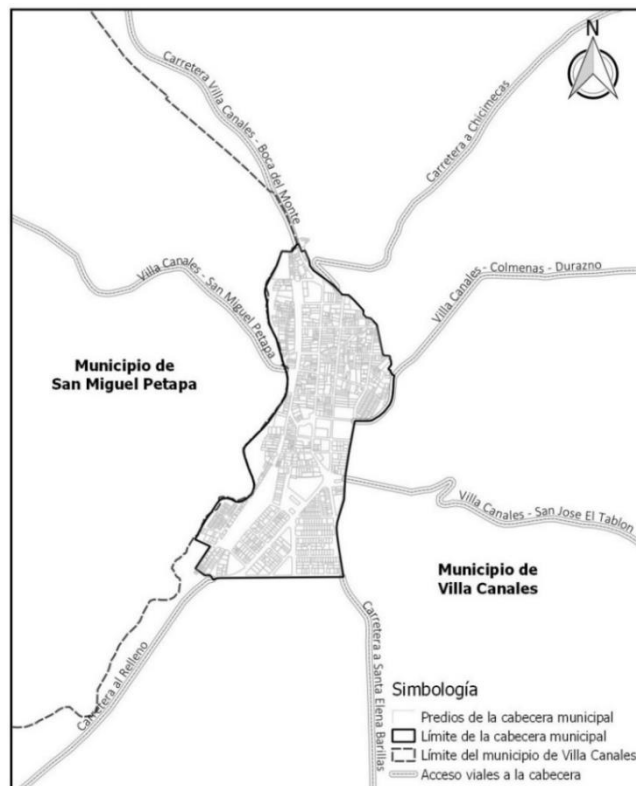 N
Carretera Villa Canales - Boca del Monte
Carretera a Chicimecas
Villa Canales - Colmenas - Durazno
Villa Canales - San Miguel Petapa
Municipio de
San Miguel Petapa
Villa Canales - San Jose El Tablon
Municipio de
Villa Canales
Carretera al Relleno
Carretera a Santa Elena Barillas
Simbología
Predios de la cabecera municipal
Límite de la cabecera municipal
Límite del municipio de Villa Canales
Acceso viales a la cabecera